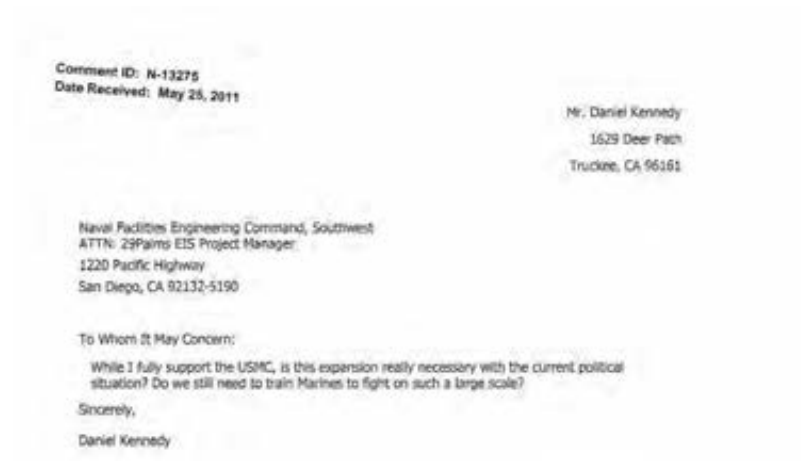 Comment ID: N-13275
Date Received: May 25, 2011
Mr. Daniel Kennedy
1629 Deer Path
Truckee, CA 96161
Naval Facilities Engineering Command, Southwest
ATTN: 29Palms EIS Project Manager
1220 Pacific Highway
San Diego, CA 92132-5190
To Whom It May Concern:
While I fully support the USMC, is this expansion really necessary with the current political
situation? Do we still need to train Marines to fight on such a large scale?
Sincerely,
Daniel Kennedy